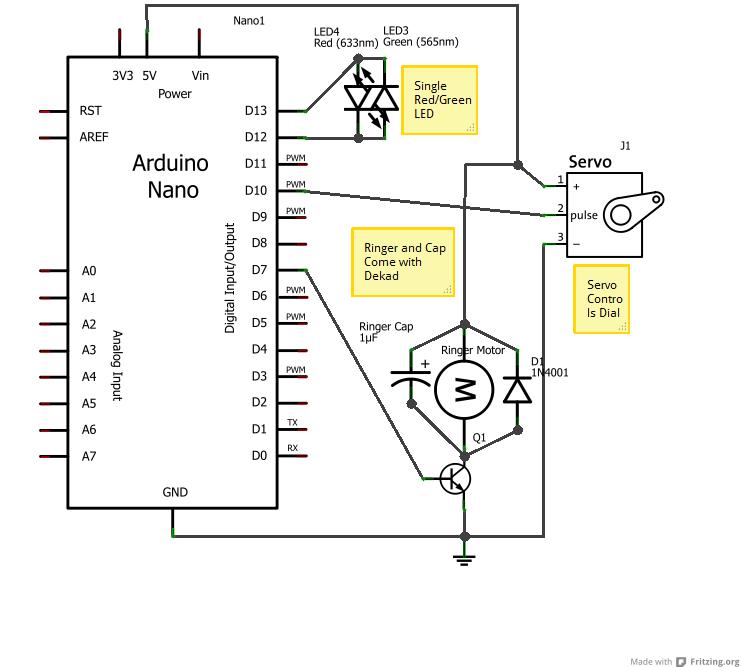 Nano1
3V3 5V Vin
Power
Arduino
Nano
RST
AREF
A0
A1
A2
A3
A4
A5
A6
A7
Analog Input
Digital Input/Output
D13
D12
D11 PWM
D10 PWM
D9 PWM
D8
D7
D6 PWM
D5 PWM
D4
D3 PWM
D2
D1 TX
D0 RX
GND
LED4
Red (633nm)
LED3
Green (565nm)
Single
Red/Green
LED
J1
Servo
1 +
2 pulse
3 −
Ringer and Cap
Come with
Dekad
Servo
Contro
ls Dial
Ringer Cap
1µF
+
Ringer Motor
M
D1
1N4001
Q1
Made with Fritzing.org